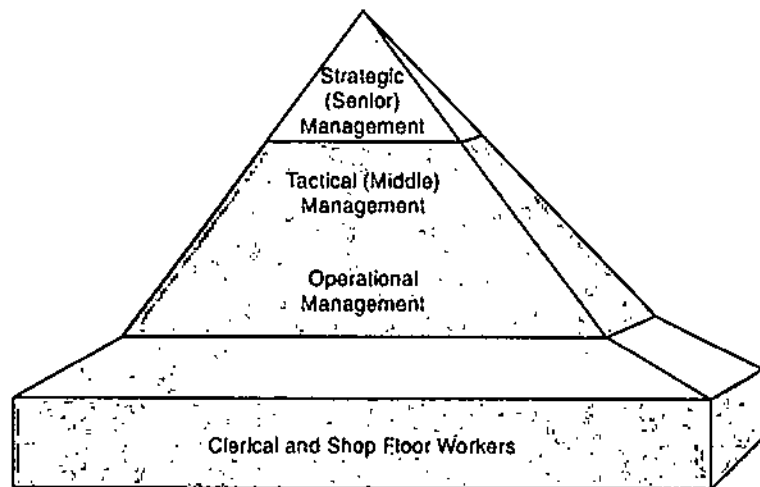 Strategic
(Senior)
Management
Tactical (Middle)
Management
Operational
Management
Clerical and Shop Floor Workers